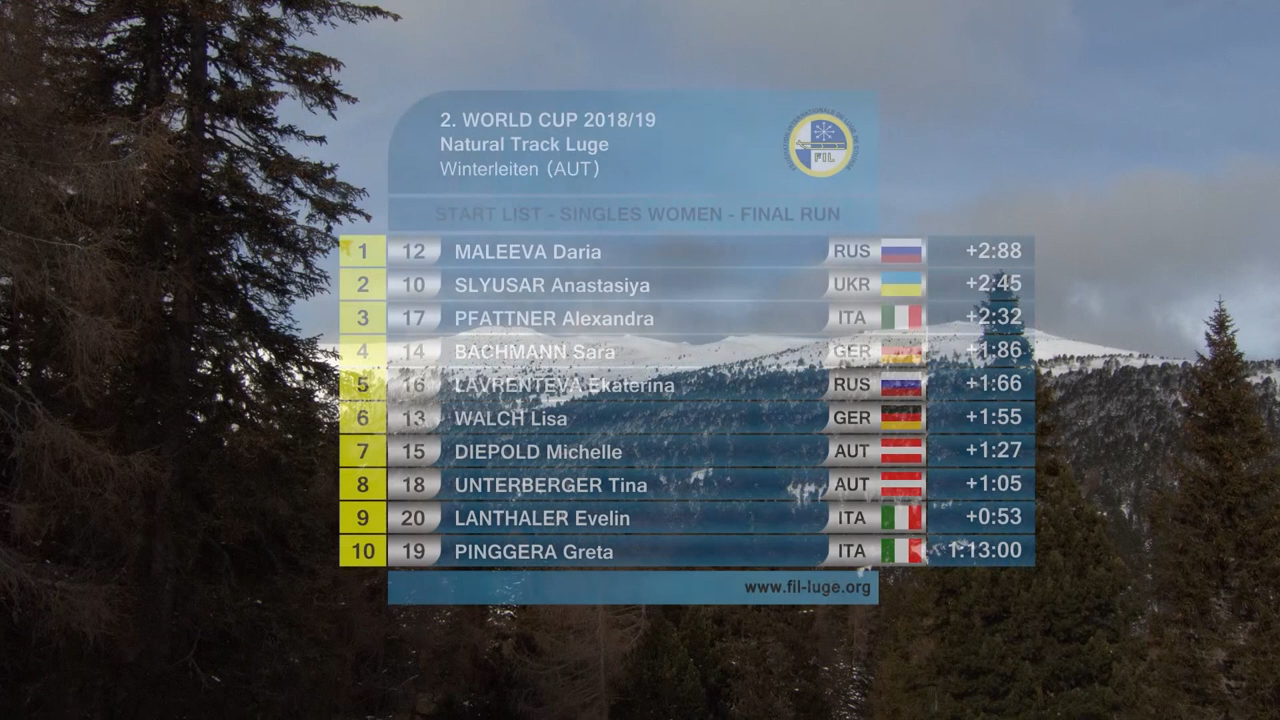 2. WORLD CUP 2018/19
Natural Track Luge
Winterleiten (AUT)
FIL
START LIST - SINGLES WOMEN - FINAL RUN
1 12 MALEEVA Daria RUS +2:88
2 10 SLYUSAR Anastasiya UKR +2:45
3 17 PFATTNER Alexandra ITA +2:32
4 14 BACHMANN Sara GER +1:86
5 16 LAVRENTEVA Ekaterina RUS +1:66
6 13 WALCH Lisa GER +1:55
7 15 DIEPOLD Michelle AUT +1:27
8 18 UNTERBERGER Tina AUT +1:05
9 20 LANTHALER Evelin ITA +0:53
10 19 PINGGERA Greta ITA 1:13:00
www.fil-luge.org